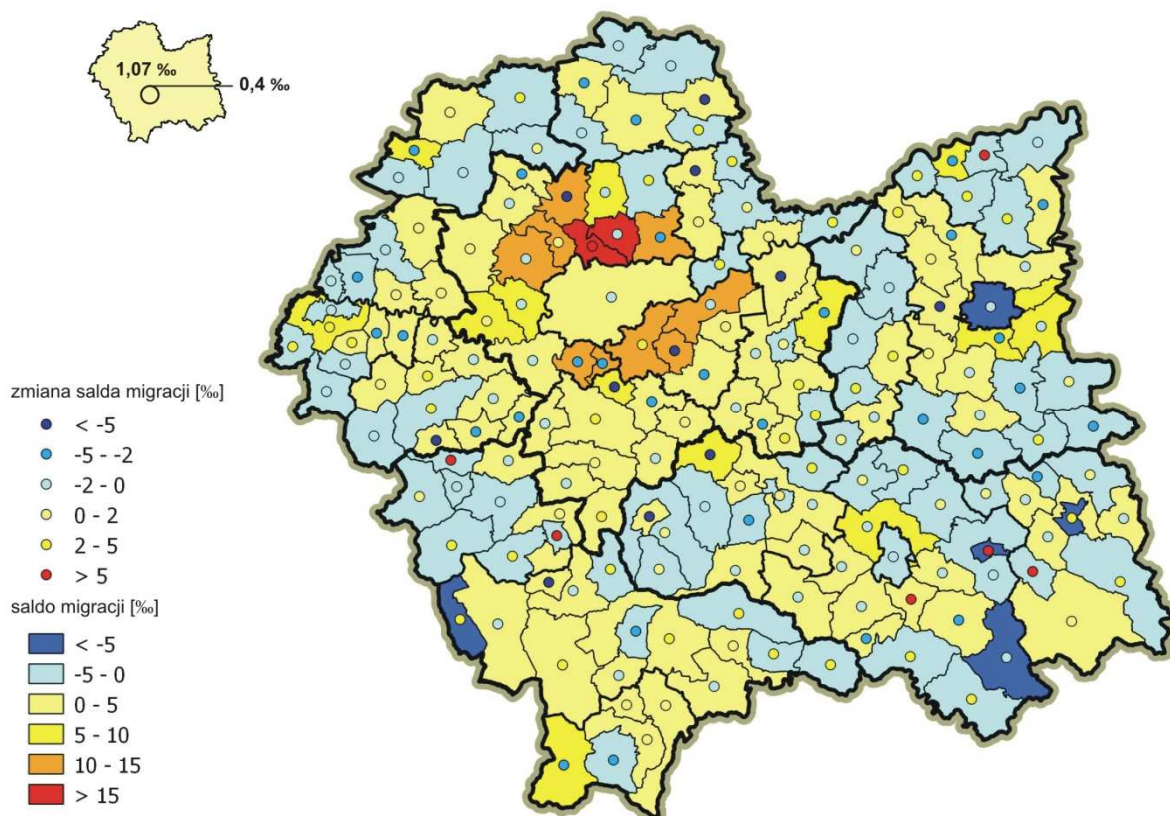 1,07 ‰
0,4 ‰
zmiana salda migracji [‰]
< -5
-5 - -2
-2 - 0
0 - 2
2 - 5
> 5
saldo migracji [‰]
< -5
-5 - 0
0 - 5
5 - 10
10 - 15
> 15